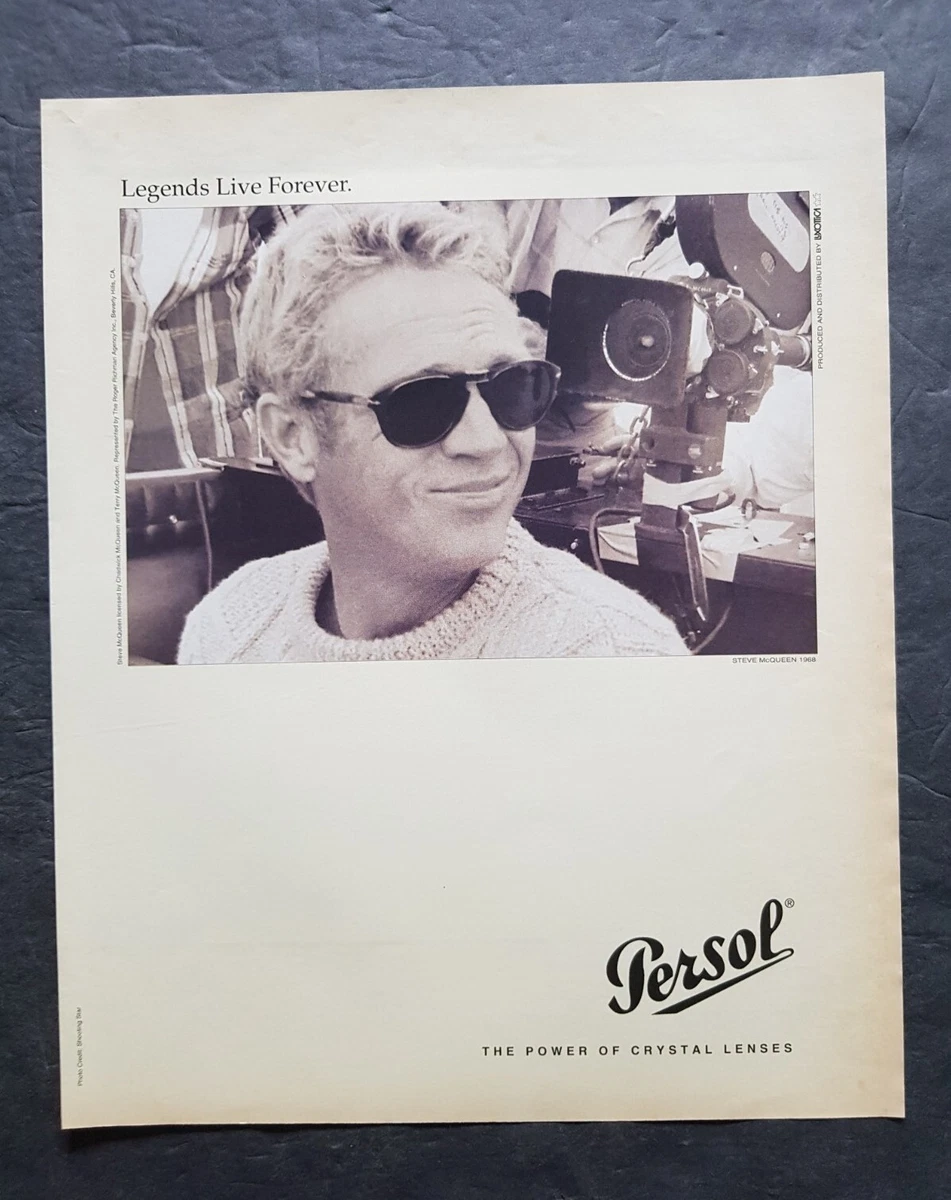 Legends Live Forever.
PRODUCED AND DISTRIBUTED BY LUXOTTICA
Steve McQueen licensed by Chadwick McQueen and Terry McQueen. Represented by The Roger Richman Agency Inc., Beverly Hills, CA.
STEVE McQUEEN 1968
Persol®
THE POWER OF CRYSTAL LENSES
Photo Credit: Shooting Star